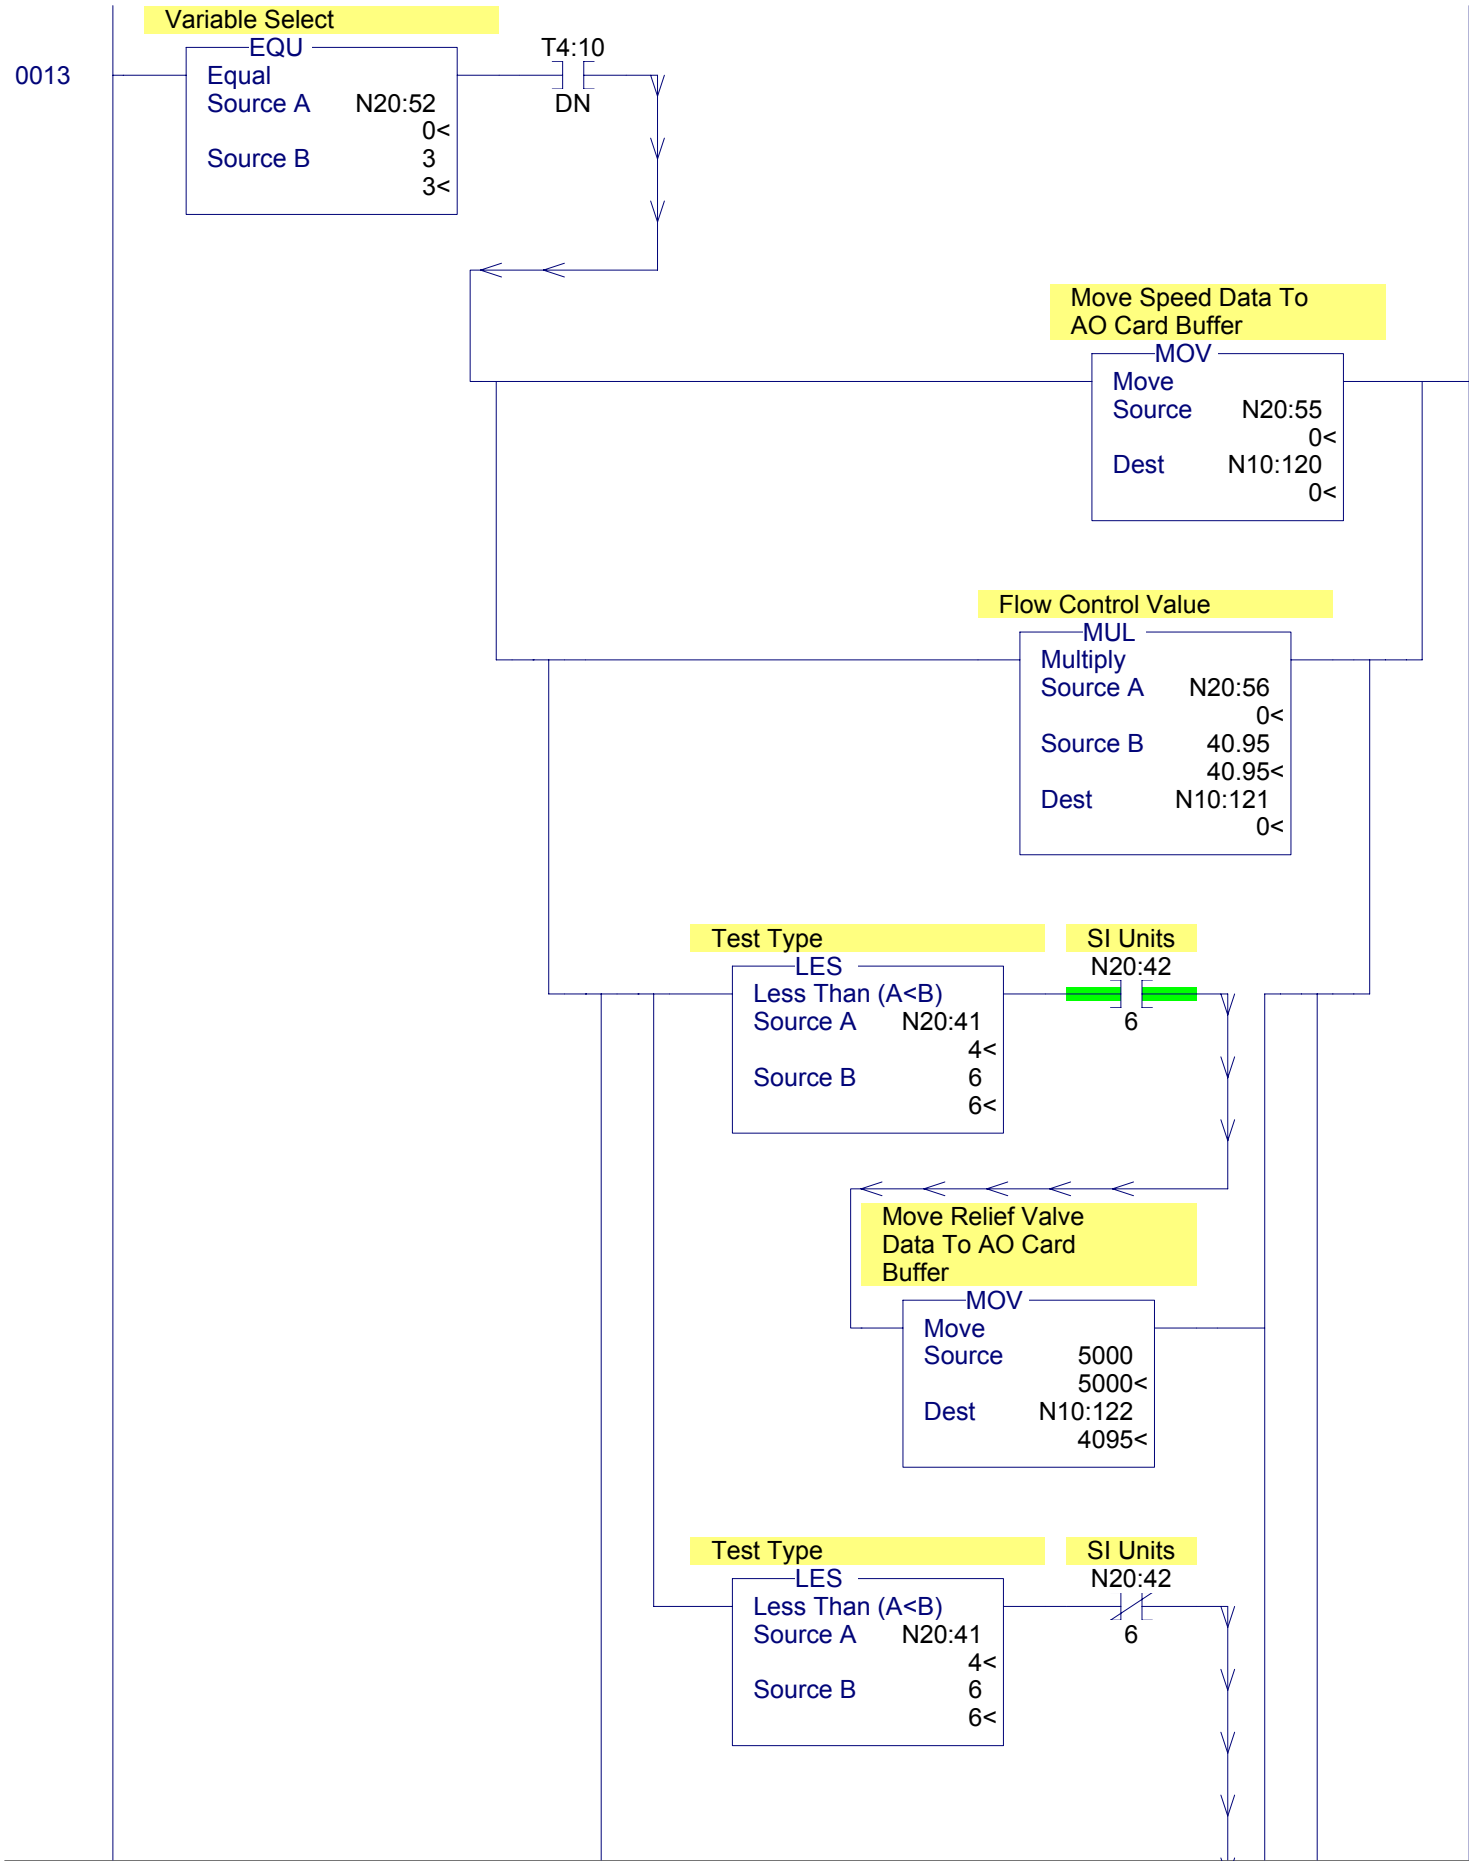 Variable Select
EQU
Equal
Source A N20:52
0<
Source B 3
3<
0013
T4:10
DN
Move Speed Data To
AO Card Buffer
MOV
Move
Source N20:55
0<
Dest N10:120
0<
Flow Control Value
MUL
Multiply
Source A N20:56
0<
Source B 40.95
40.95<
Dest N10:121
0<
Test Type
LES
Less Than (A<B)
Source A N20:41
4<
Source B 6
6<
SI Units
N20:42
6
Move Relief Valve
Data To AO Card
Buffer
MOV
Move
Source 5000
5000<
Dest N10:122
4095<
Test Type
LES
Less Than (A<B)
Source A N20:41
4<
Source B 6
6<
SI Units
N20:42
6